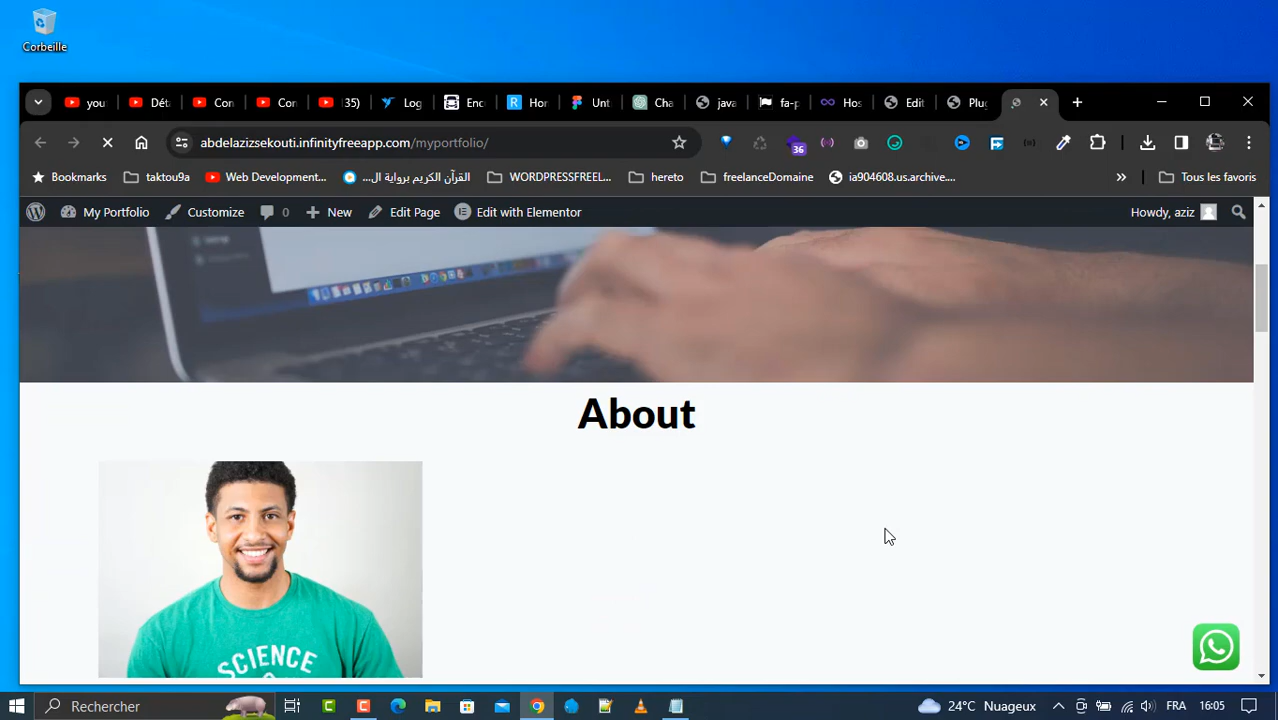 Corbeille
you Déta Con Con (35) Log Enc Hor Unt Cha java fa-p Hos Edit Plug
abdelazizsekouti.infinityfreeapp.com/myportfolio/
36
Bookmarks taktou9a Web Development... القرآن الكريم برواية ال... WORDPRESSFREEL... hereto freelanceDomaine ia904608.us.archive.... » Tous les favoris
My Portfolio Customize 0 New Edit Page Edit with Elementor Howdy, aziz
About
SCIENCE
Rechercher 24°C Nuageux FRA 16:05